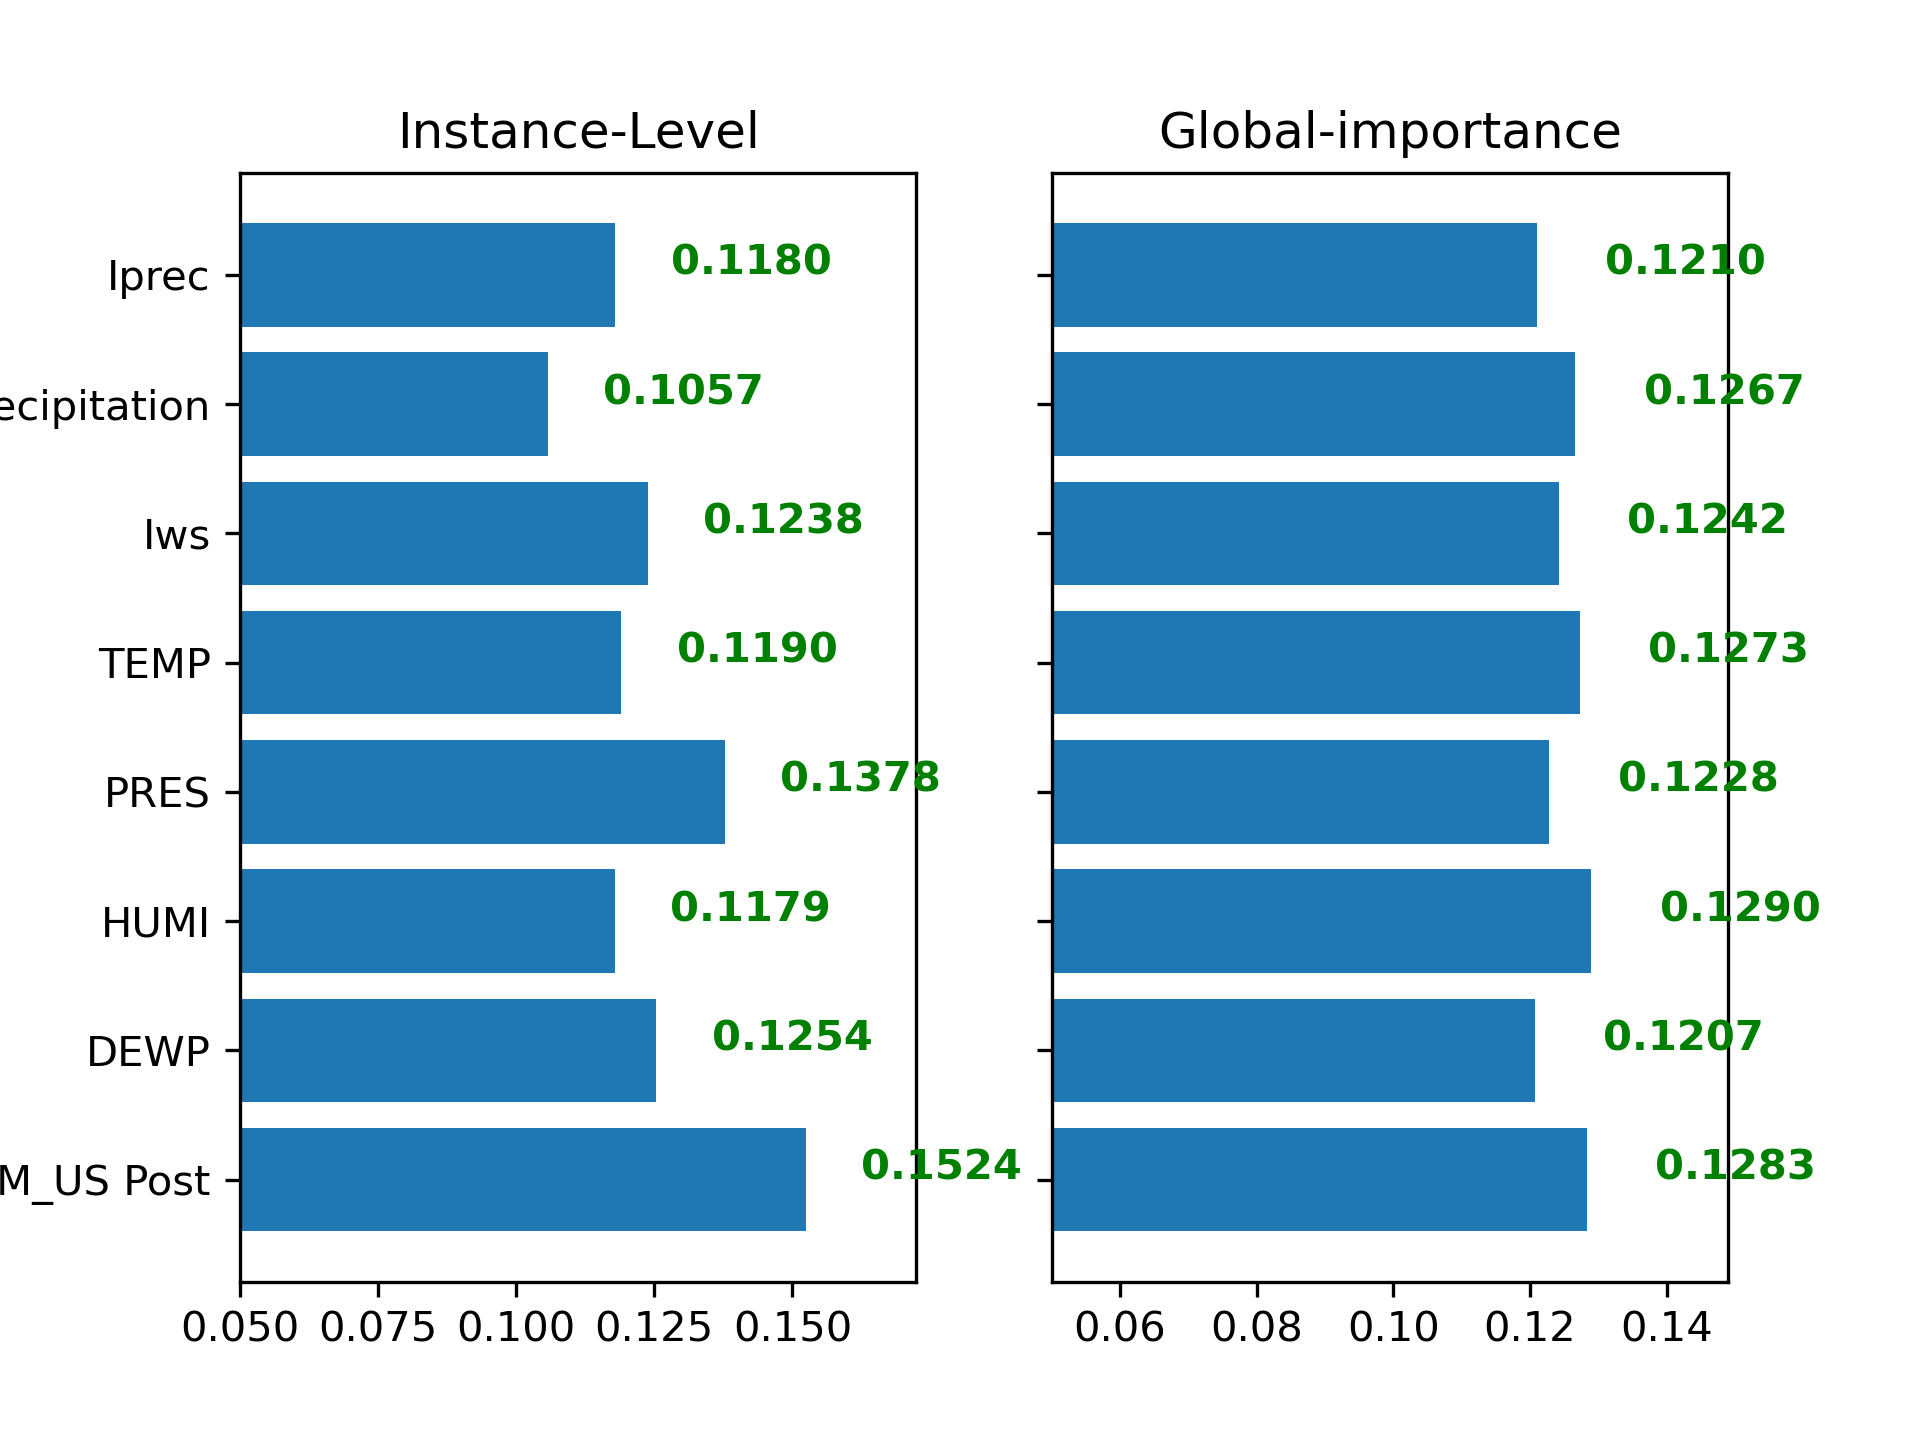 Instance-Level
Global-importance
Iprec 0.1180 0.1210
ecipitation 0.1057 0.1267
Iws 0.1238 0.1242
TEMP 0.1190 0.1273
PRES 0.1378 0.1228
HUMI 0.1179 0.1290
DEWP 0.1254 0.1207
M_US Post 0.1524 0.1283
0.050 0.075 0.100 0.125 0.150
0.06 0.08 0.10 0.12 0.14